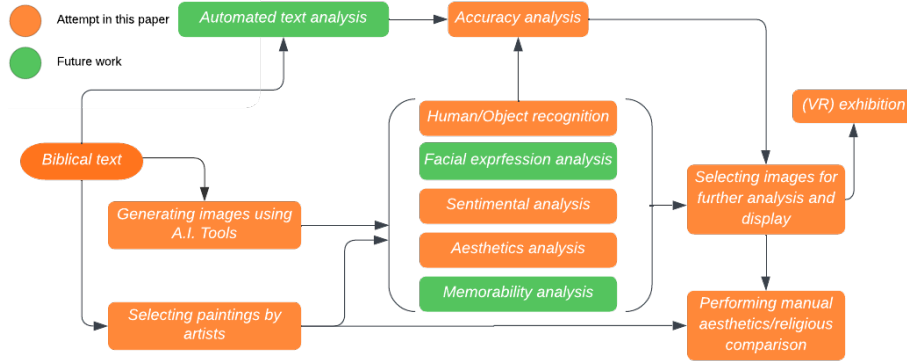 Attempt in this paper
Future work
Automated text analysis
Accuracy analysis
Human/Object recognition
(VR) exhibition
Biblical text
Facial exprfession analysis
Selecting images for
further analysis and
display
Generating images using
A.I. Tools
Sentimental analysis
Aesthetics analysis
Memorability analysis
Selecting paintings by
artists
Performing manual
aesthetics/religious
comparison